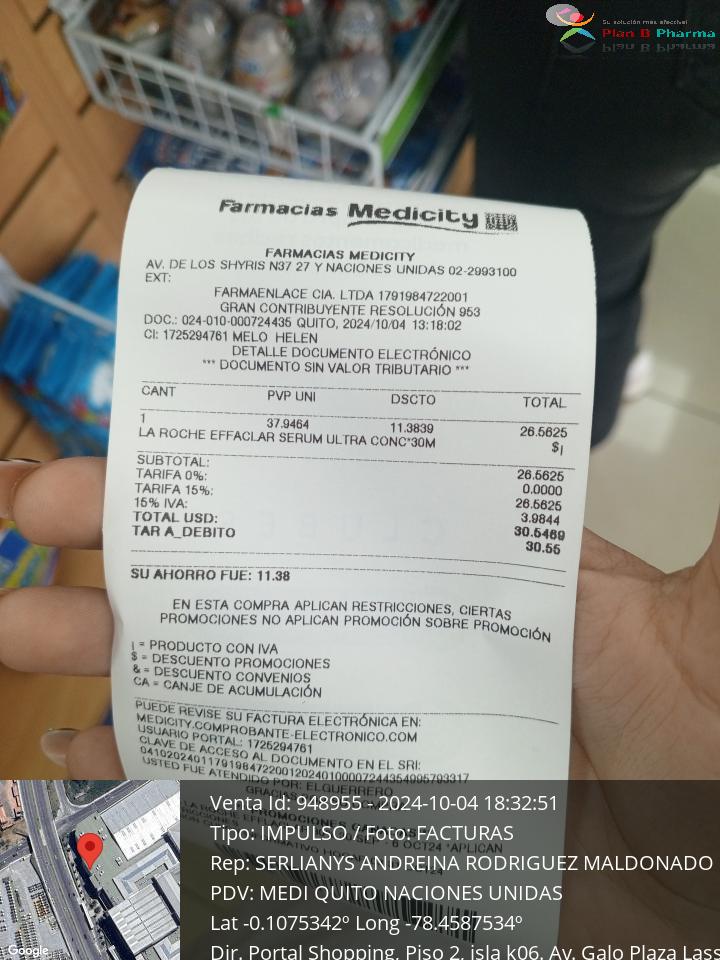 Su solución más efectiva!
Plan B Pharma
Farmacias Medicity
FARMACIAS MEDICITY
AV. DE LOS SHYRIS N37 27 Y NACIONES UNIDAS 02-2993100
EXT:
FARMAENLACE CIA. LTDA 1791984722001
GRAN CONTRIBUYENTE RESOLUCIÓN 953
DOC.: 024-010-000724435 QUITO, 2024/10/04 13:18:02
CI: 1725294761 MELO HELEN
DETALLE DOCUMENTO ELECTRÓNICO
*** DOCUMENTO SIN VALOR TRIBUTARIO ***
CANT PVP UNI DSCTO TOTAL
1 37.9464 11.3839 26.5625
LA ROCHE EFFACLAR SERUM ULTRA CONC*30M $¡
SUBTOTAL: 26.5625
TARIFA 0%: 0.0000
TARIFA 15%: 26.5625
15% IVA: 3.9844
TOTAL USD: 30.5469
TAR A_DEBITO 30.55
SU AHORRO FUE: 11.38
EN ESTA COMPRA APLICAN RESTRICCIONES, CIERTAS
PROMOCIONES NO APLICAN PROMOCIÓN SOBRE PROMOCIÓN
¡ = PRODUCTO CON IVA
$ = DESCUENTO PROMOCIONES
& = DESCUENTO CONVENIOS
CA = CANJE DE ACUMULACIÓN
PUEDE REVISE SU FACTURA ELECTRÓNICA EN:
MEDICITY.COMPROBANTE-ELECTRONICO.COM
USUARIO PORTAL: 1725294761
CLAVE DE ACCESO AL DOCUMENTO EN EL SRI:
USTED FUE ATENDIDO POR: ELGUERRERO
Venta Id: 948955 - 2024-10-04 18:32:51
Tipo: IMPULSO / Foto: FACTURAS
Rep: SERLIANYS ANDREINA RODRIGUEZ MALDONADO
PDV: MEDI QUITO NACIONES UNIDAS
Lat -0.1075342º Long -78.4587534º
Dir. Portal Shopping, Piso 2, isla k06, Av. Galo Plaza Lass
Google